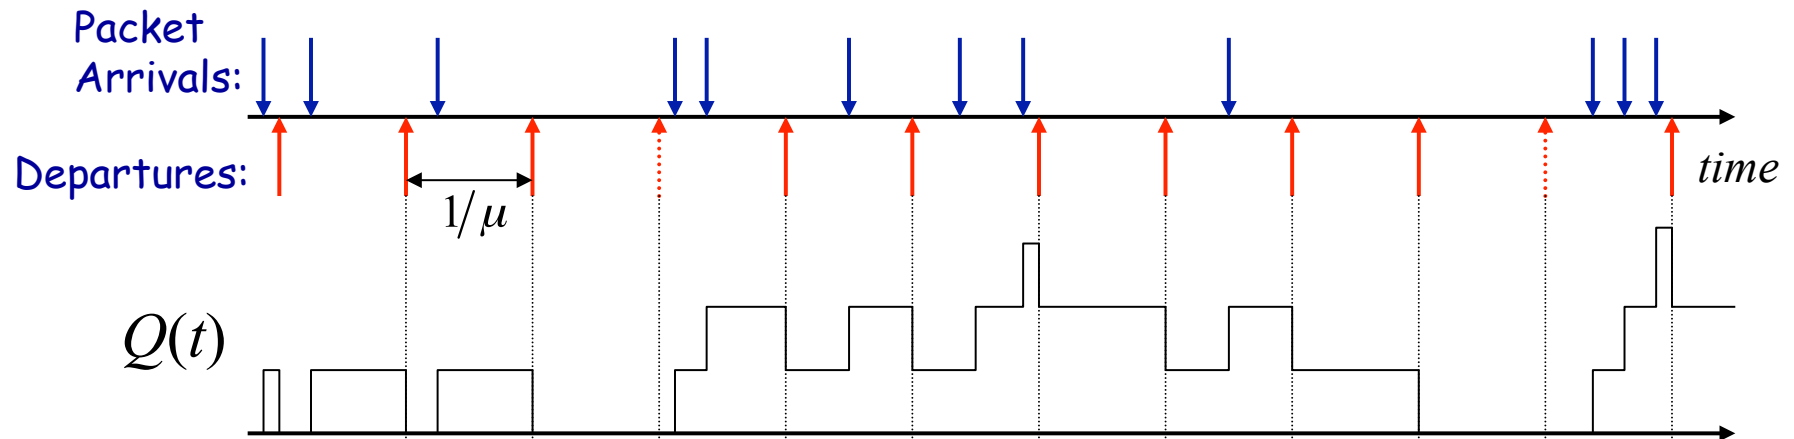 Packet
Arrivals:
Departures:
time
1/μ
Q(t)